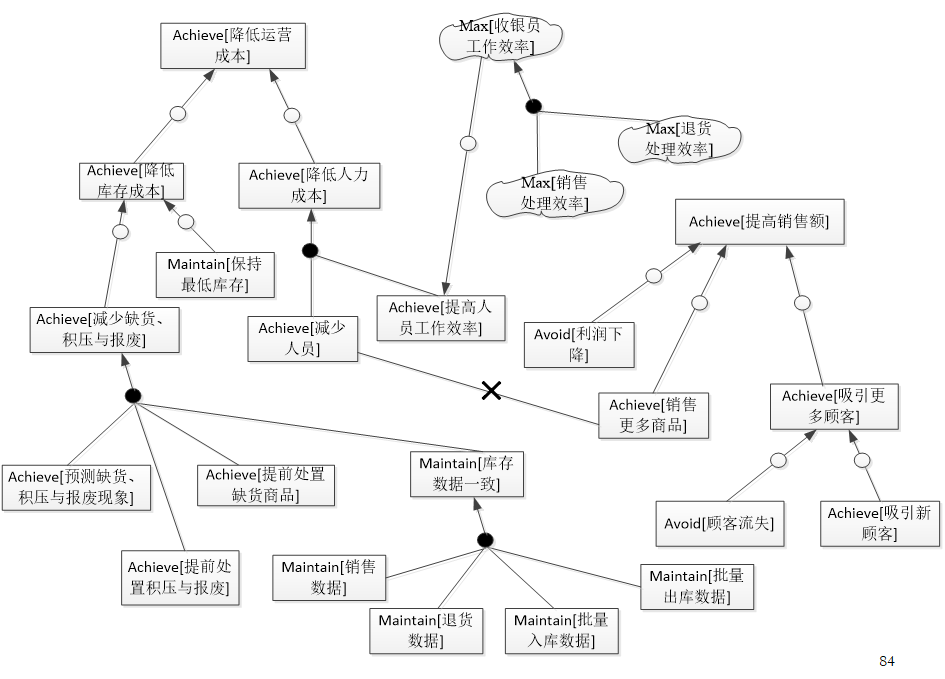 Achieve[降低运营
成本]
Max[收银员
工作效率]
Max[退货
处理效率]
Achieve[降低
库存成本]
Achieve[降低人力
成本]
Max[销售
处理效率]
Achieve[提高销售额]
Maintain[保持
最低库存]
Achieve[减少缺货、
积压与报废]
Achieve[减少
人员]
Achieve[提高人
员工作效率]
Avoid[利润下
降]
Achieve[销售
更多商品]
Achieve[吸引更
多顾客]
Achieve[预测缺货、
积压与报废现象]
Achieve[提前处置
缺货商品]
Maintain[库存
数据一致]
Avoid[顾客流失]
Achieve[吸引新
顾客]
Achieve[提前处
置积压与报废]
Maintain[销售
数据]
Maintain[退货
数据]
Maintain[批量
入库数据]
Maintain[批量
出库数据]
84